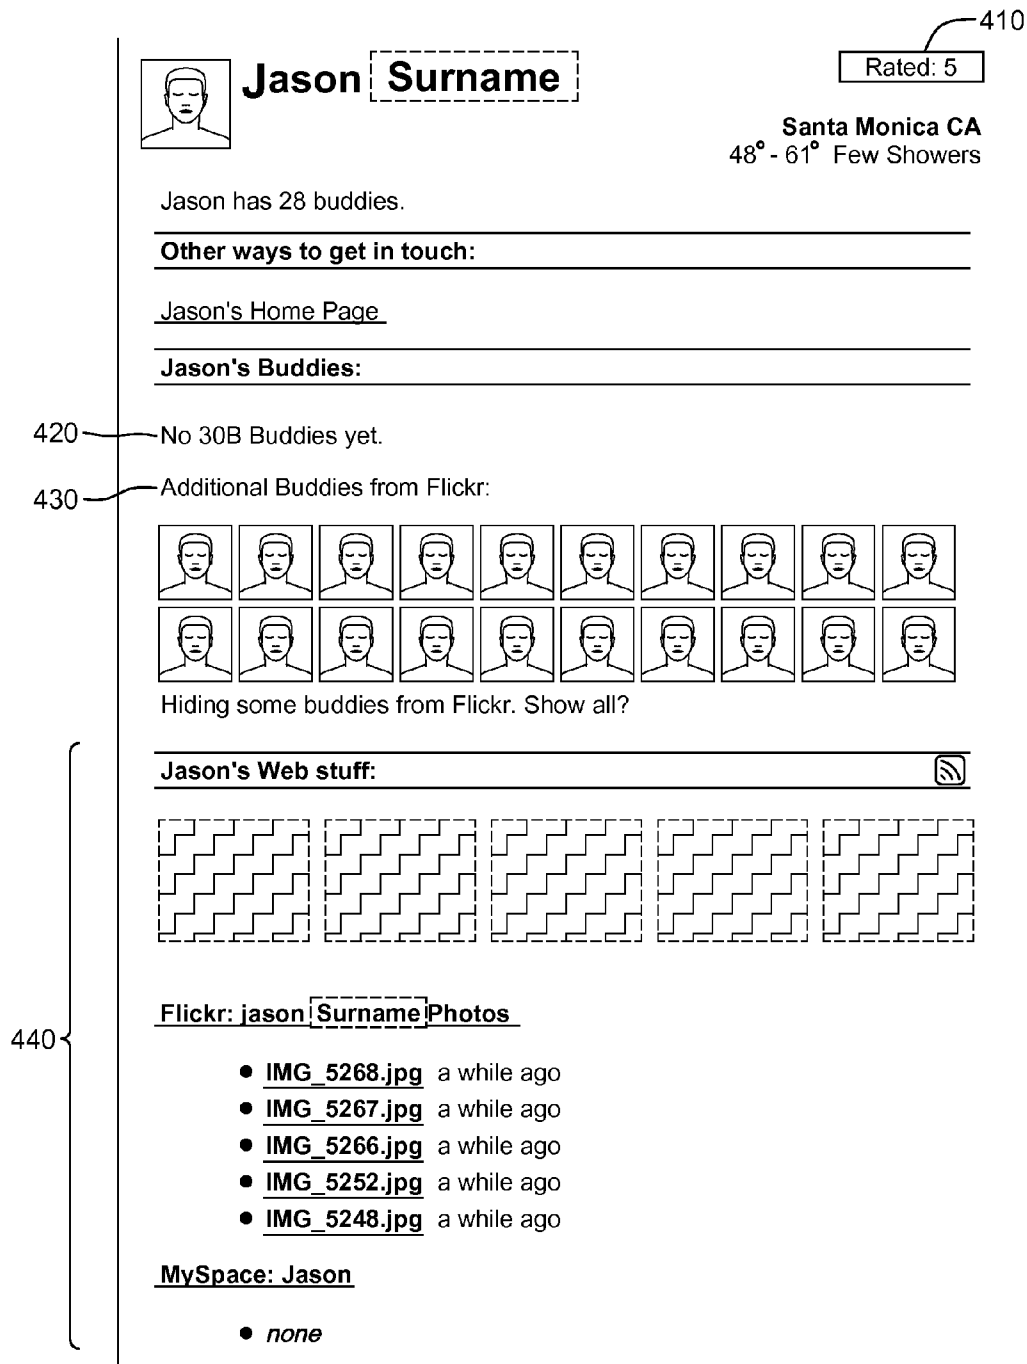 410
Jason Surname
Rated: 5
Santa Monica CA
48° - 61° Few Showers
Jason has 28 buddies.
Other ways to get in touch:
Jason's Home Page
Jason's Buddies:
420
No 30B Buddies yet.
430
Additional Buddies from Flickr:
Hiding some buddies from Flickr. Show all?
Jason's Web stuff:
440
Flickr: jason Surname Photos
● IMG_5268.jpg a while ago
● IMG_5267.jpg a while ago
● IMG_5266.jpg a while ago
● IMG_5252.jpg a while ago
● IMG_5248.jpg a while ago
MySpace: Jason
● none